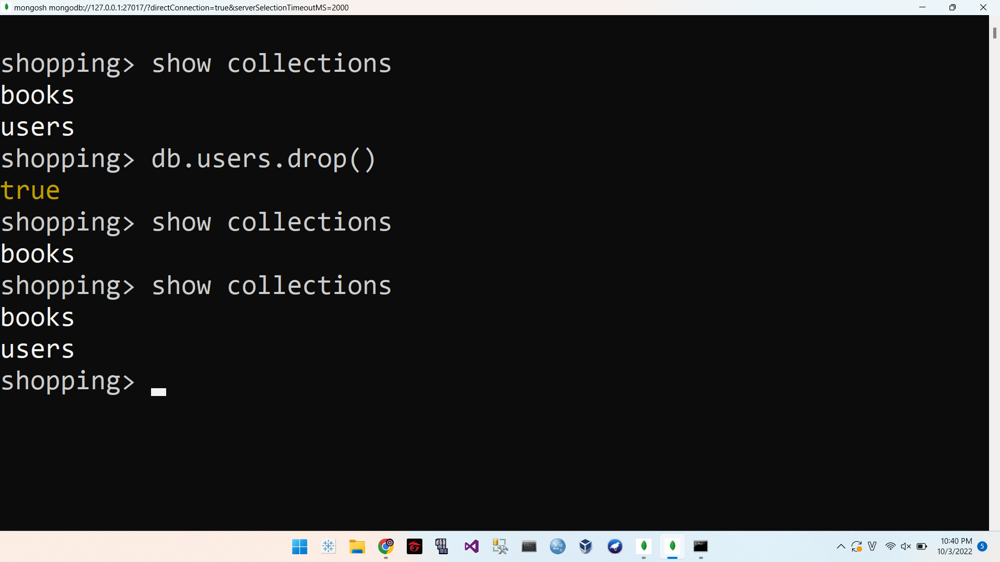 mongosh mongodb://127.0.0.1:27017/?directConnection=true&serverSelectionTimeoutMS=2000
shopping> show collections
books
users
shopping> db.users.drop()
true
shopping> show collections
books
shopping> show collections
books
users
shopping>
10:40 PM
10/3/2022
5